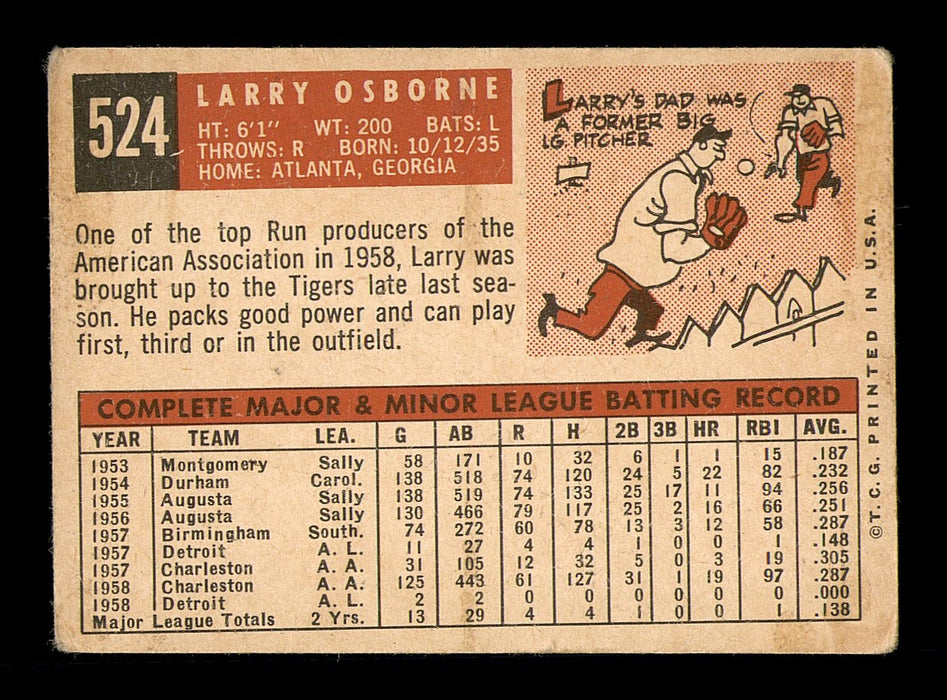 524
LARRY OSBORNE
HT: 6'1" WT: 200 BATS: L
THROWS: R BORN: 10/12/35
HOME: ATLANTA, GEORGIA
LARRY'S DAD WAS
A FORMER BIG
LG PITCHER
One of the top Run producers of the
American Association in 1958, Larry was
brought up to the Tigers late last sea-
son. He packs good power and can play
first, third or in the outfield.
COMPLETE MAJOR & MINOR LEAGUE BATTING RECORD
YEAR TEAM LEA. G AB R H 2B 3B HR RBI AVG.
1953 Montgomery Sally 58 171 10 32 6 1 1 15 .187
1954 Durham Carol. 138 518 74 120 24 5 22 82 .232
1955 Augusta Sally 138 519 74 133 25 17 11 94 .256
1956 Augusta Sally 130 466 79 117 25 2 16 66 .251
1957 Birmingham South. 74 272 60 78 13 3 12 58 .287
1957 Detroit A. L. 11 27 4 4 1 0 0 1 .148
1957 Charleston A. A. 31 105 12 32 5 0 3 19 .305
1958 Charleston A. A. 125 443 61 127 31 1 19 97 .287
1958 Detroit A. L. 2 2 0 0 0 0 0 0 .000
Major League Totals 2 Yrs. 13 29 4 4 1 0 0 1 .138
©T. C. G. PRINTED IN U.S.A.